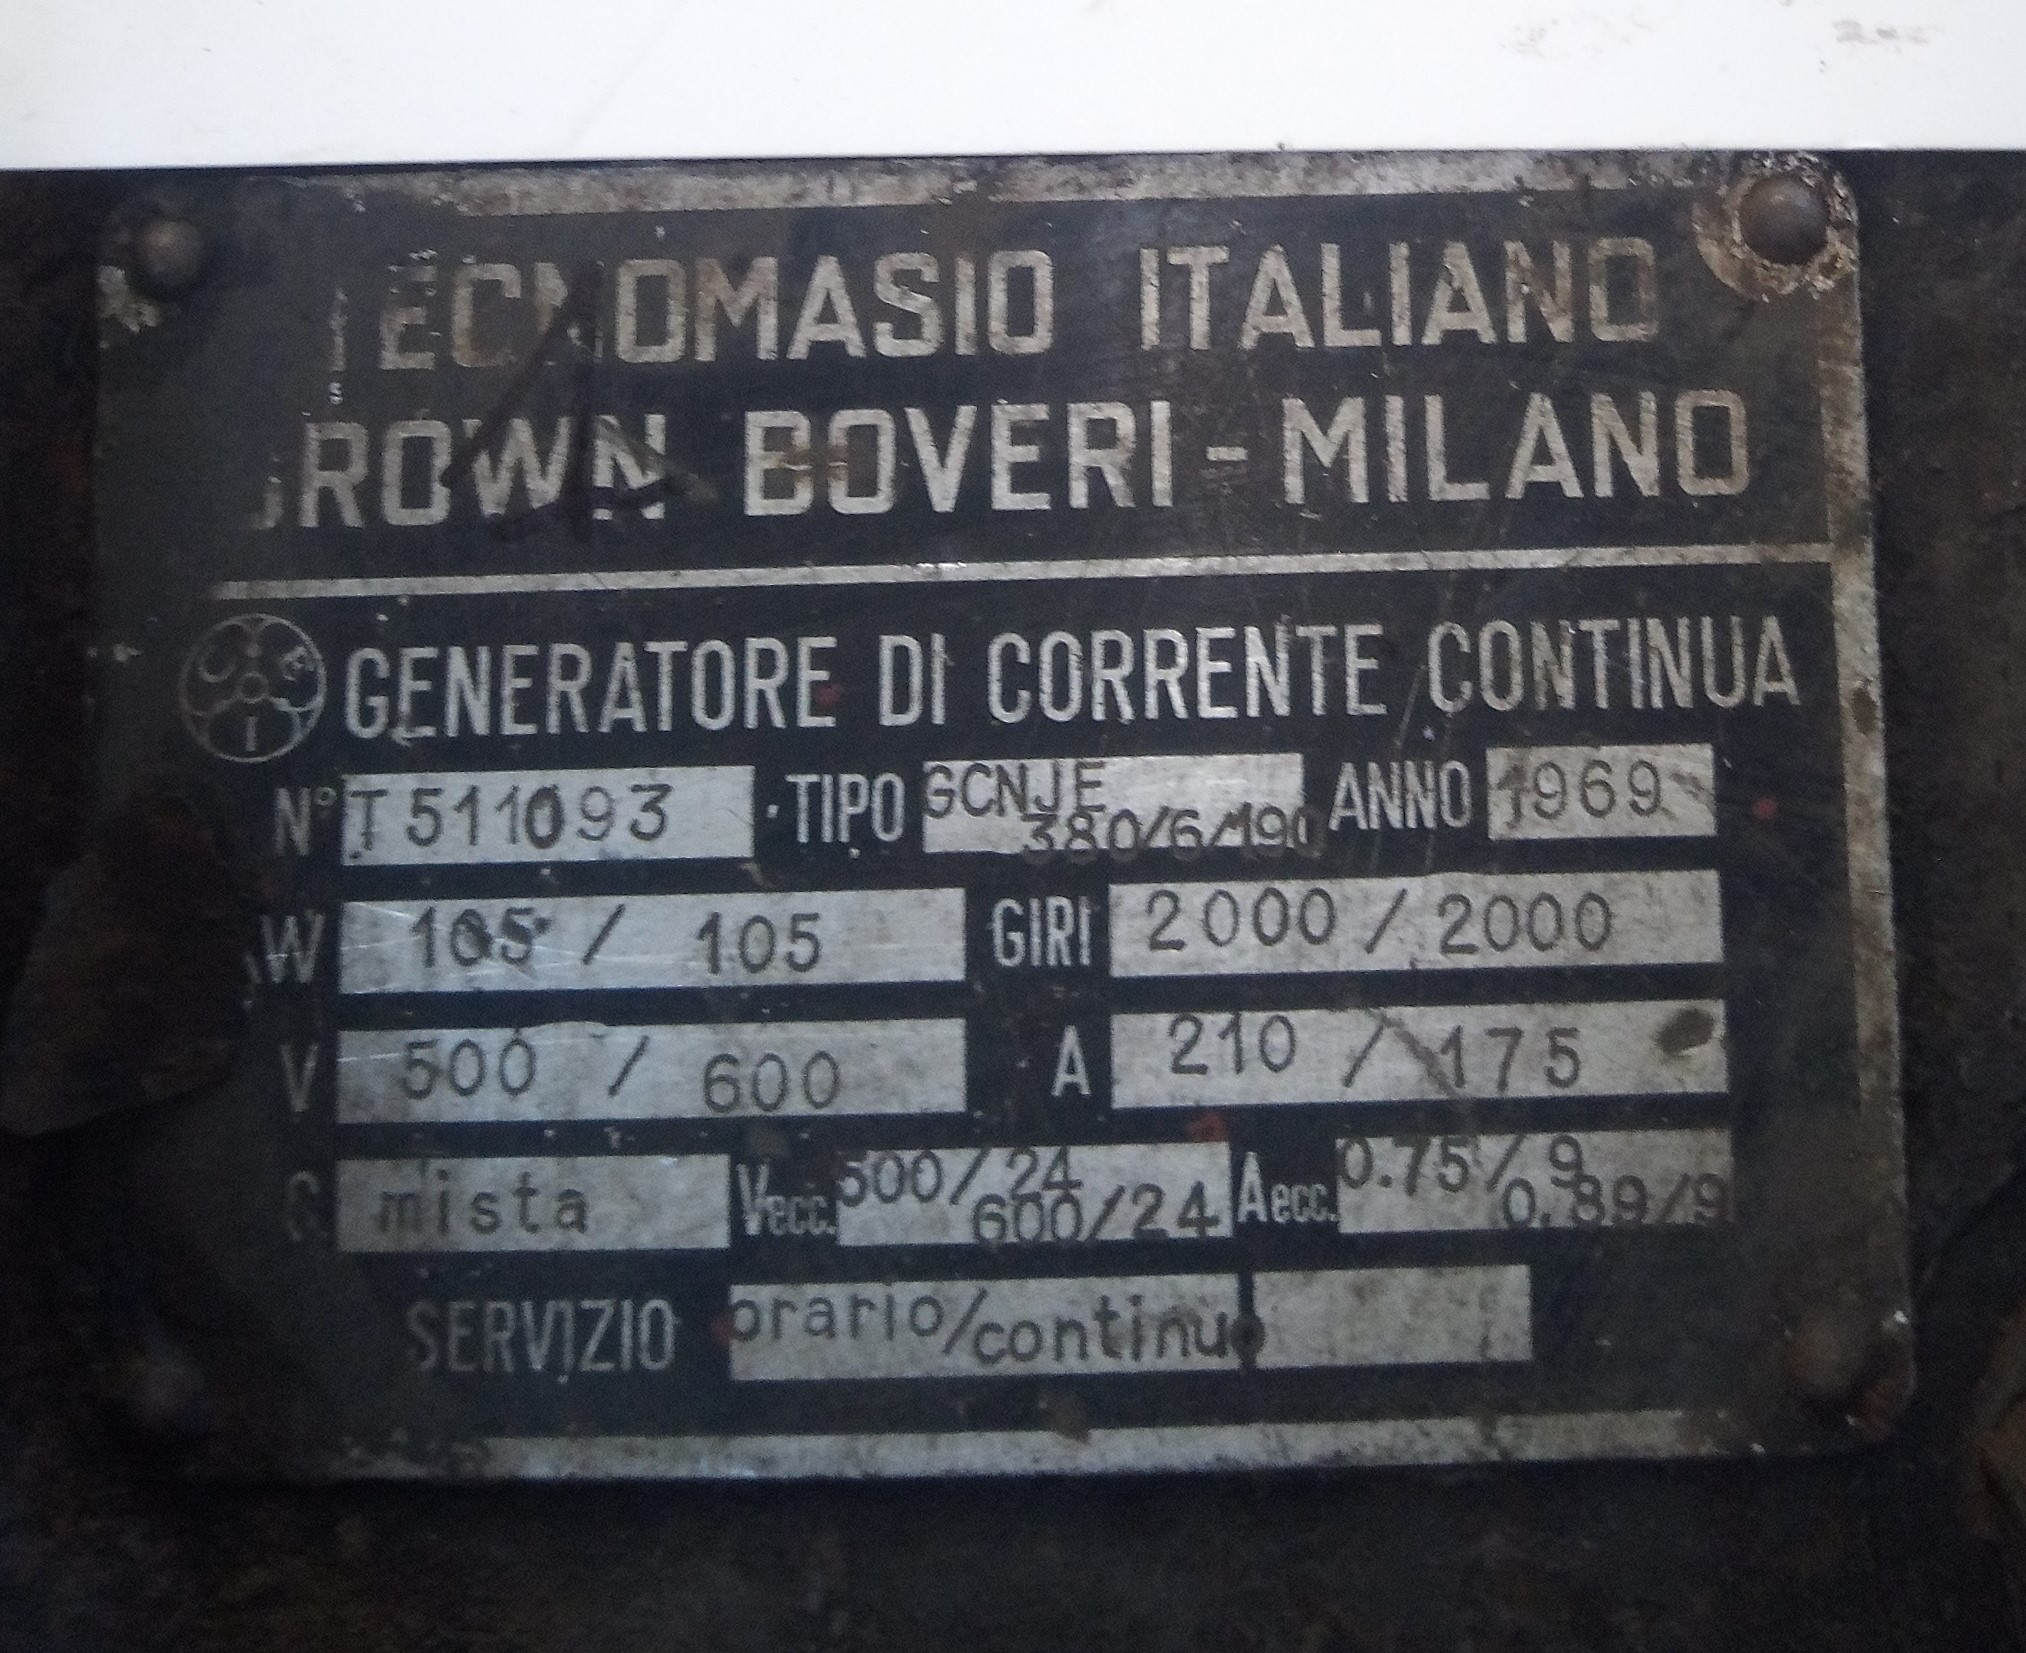 TECNOMASIO ITALIANO
BROWN BOVERI - MILANO
C E I
GENERATORE DI CORRENTE CONTINUA
N° T511093 TIPO GCNJE 380/6/190 ANNO 1969
W 105 / 105 GIRI 2000 / 2000
V 500 / 600 A 210 / 175
mista Vecc. 500/24 600/24 Aecc. 0.75/9 0.89/9
SERVIZIO orario/continuo